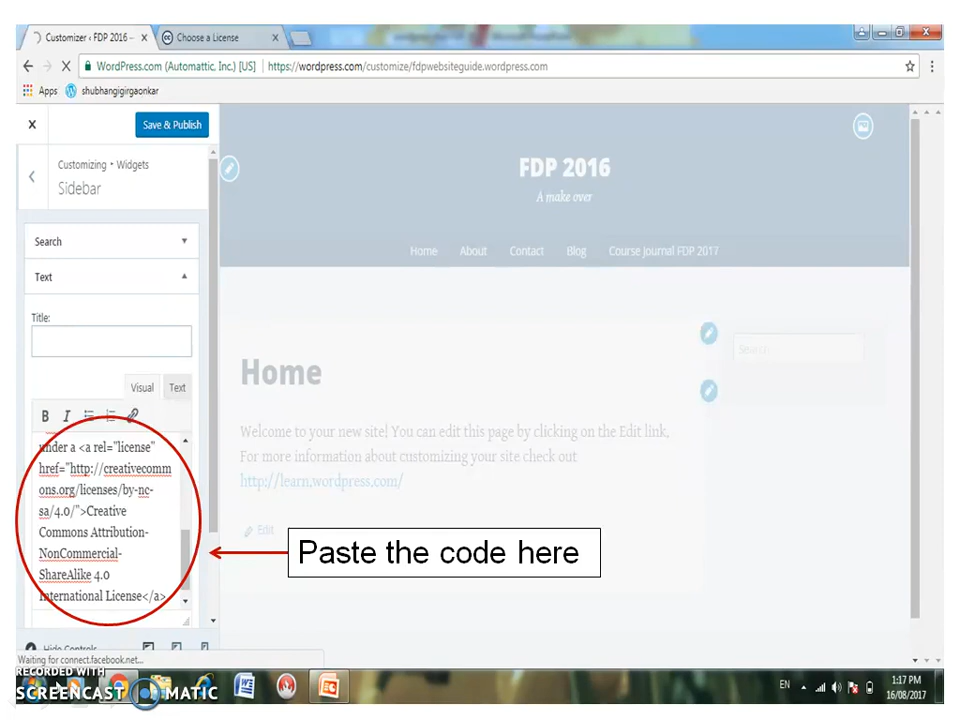 Customizer ‹ FDP 2016 –
Choose a License
WordPress.com (Automattic, Inc.) [US]
https://wordpress.com/customize/fdpwebsiteguide.wordpress.com
Apps
shubhangigirgaonkar
Save & Publish
Customizing • Widgets
Sidebar
Search
Text
Title:
Visual
Text
B I
under a <a rel="license"
href="http://creativecomm
ons.org/licenses/by-nc-
sa/4.0/">Creative
Commons Attribution-
NonCommercial-
ShareAlike 4.0
International License</a>
Hide Controls
Waiting for connect.facebook.net...
FDP 2016
A make over
Home
About
Contact
Blog
Course Journal FDP 2017
Home
Welcome to your new site! You can edit this page by clicking on the Edit link.
For more information about customizing your site check out
http://learn.wordpress.com/
Edit
Search
Paste the code here
RECORDED WITH
SCREENCAST MATIC
EN
1:17 PM
16/08/2017